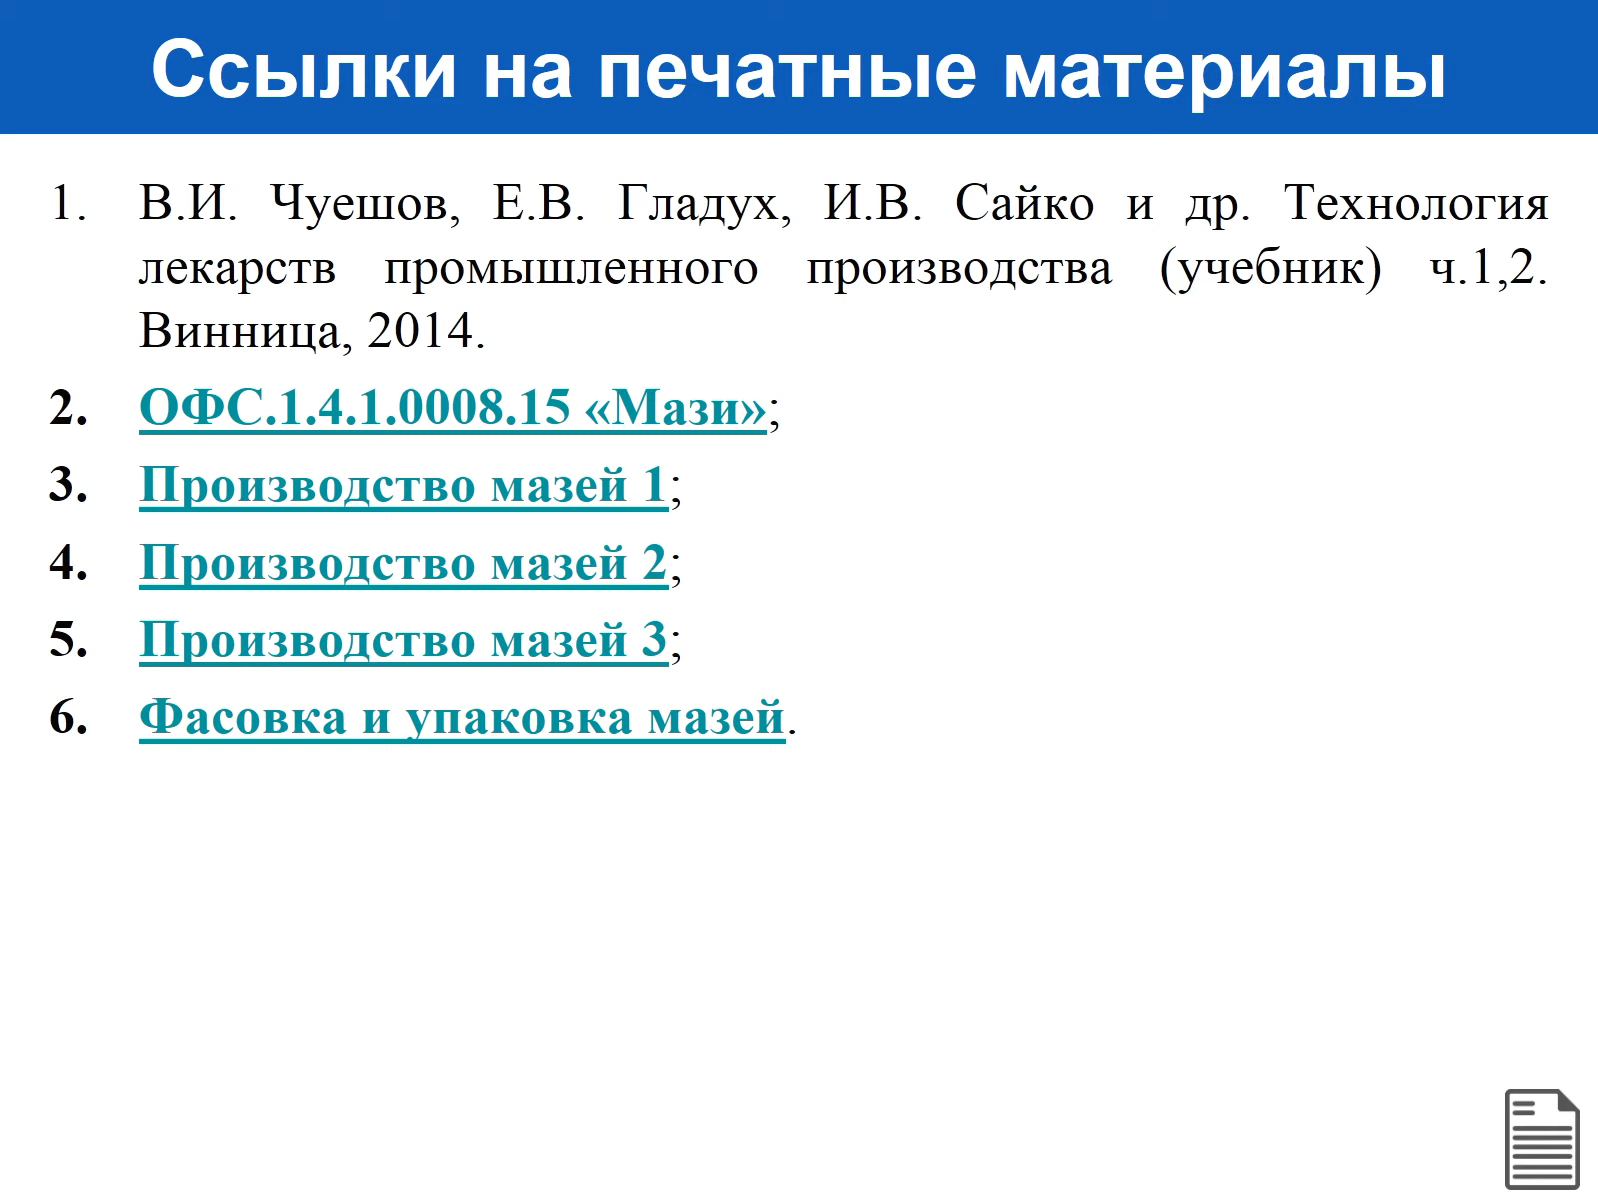 Ссылки на печатные материалы
1. В.И. Чуешов, Е.В. Гладух, И.В. Сайко и др. Технология
лекарств промышленного производства (учебник) ч.1,2.
Винница, 2014.
2. ОФС.1.4.1.0008.15 «Мази»;
3. Производство мазей 1;
4. Производство мазей 2;
5. Производство мазей 3;
6. Фасовка и упаковка мазей.